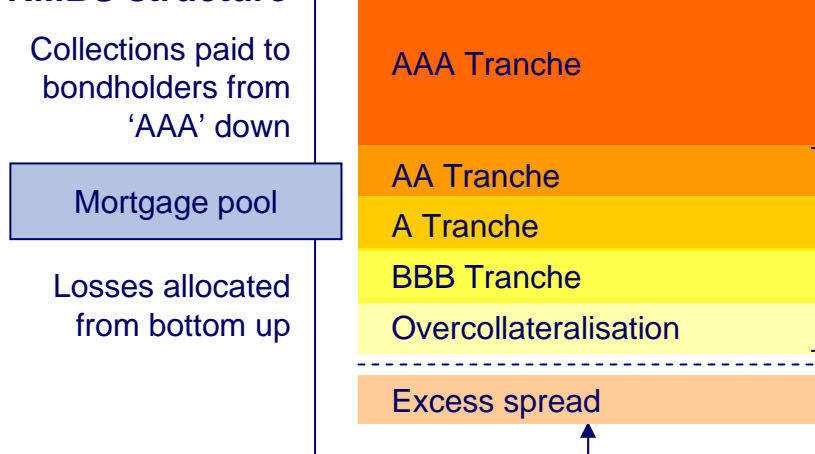 Collections paid to
bondholders from
‘AAA’ down
Mortgage pool
Losses allocated
from bottom up
AAA Tranche
AA Tranche
A Tranche
BBB Tranche
Overcollateralisation
Excess spread